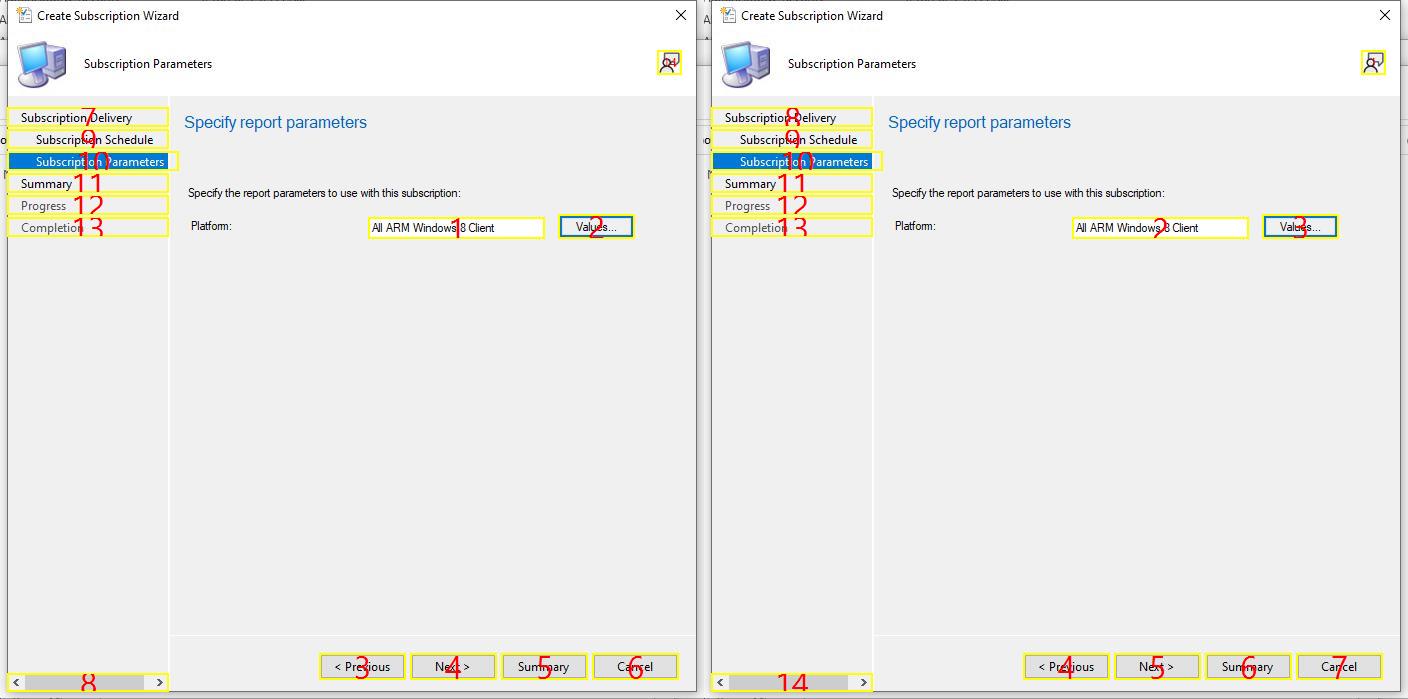 Create Subscription Wizard
Subscription Parameters
14
Subscription Delivery
7
Subscription Schedule
9
Subscription Parameters
10
Summary
11
Progress
12
Completion
13
Specify report parameters
Specify the report parameters to use with this subscription:
Platform:
All ARM Windows 8 Client
1
Values...
2
< Previous
3
Next >
4
Summary
5
Cancel
6
8
Create Subscription Wizard
Subscription Parameters
1
Subscription Delivery
8
Subscription Schedule
9
Subscription Parameters
10
Summary
11
Progress
12
Completion
13
Specify report parameters
Specify the report parameters to use with this subscription:
Platform:
All ARM Windows 8 Client
2
Values...
3
< Previous
4
Next >
5
Summary
6
Cancel
7
14